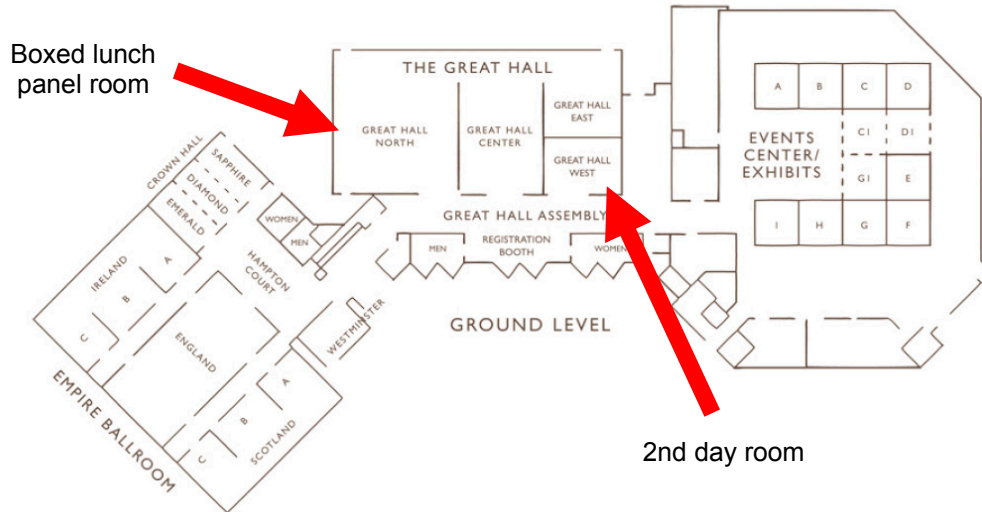 Boxed lunch
panel room
THE GREAT HALL
GREAT HALL
NORTH
GREAT HALL
CENTER
GREAT HALL
EAST
GREAT HALL
WEST
GREAT HALL ASSEMBLY
MEN
REGISTRATION
BOOTH
WOMEN
EVENTS
CENTER/
EXHIBITS
A
B
C
D
C1
D1
G1
E
I
H
G
F
CROWN HALL
SAPPHIRE
DIAMOND
EMERALD
WOMEN
MEN
HAMPTON
COURT
IRELAND
A
B
C
ENGLAND
WESTMINSTER
A
B
C
SCOTLAND
EMPIRE BALLROOM
GROUND LEVEL
2nd day room